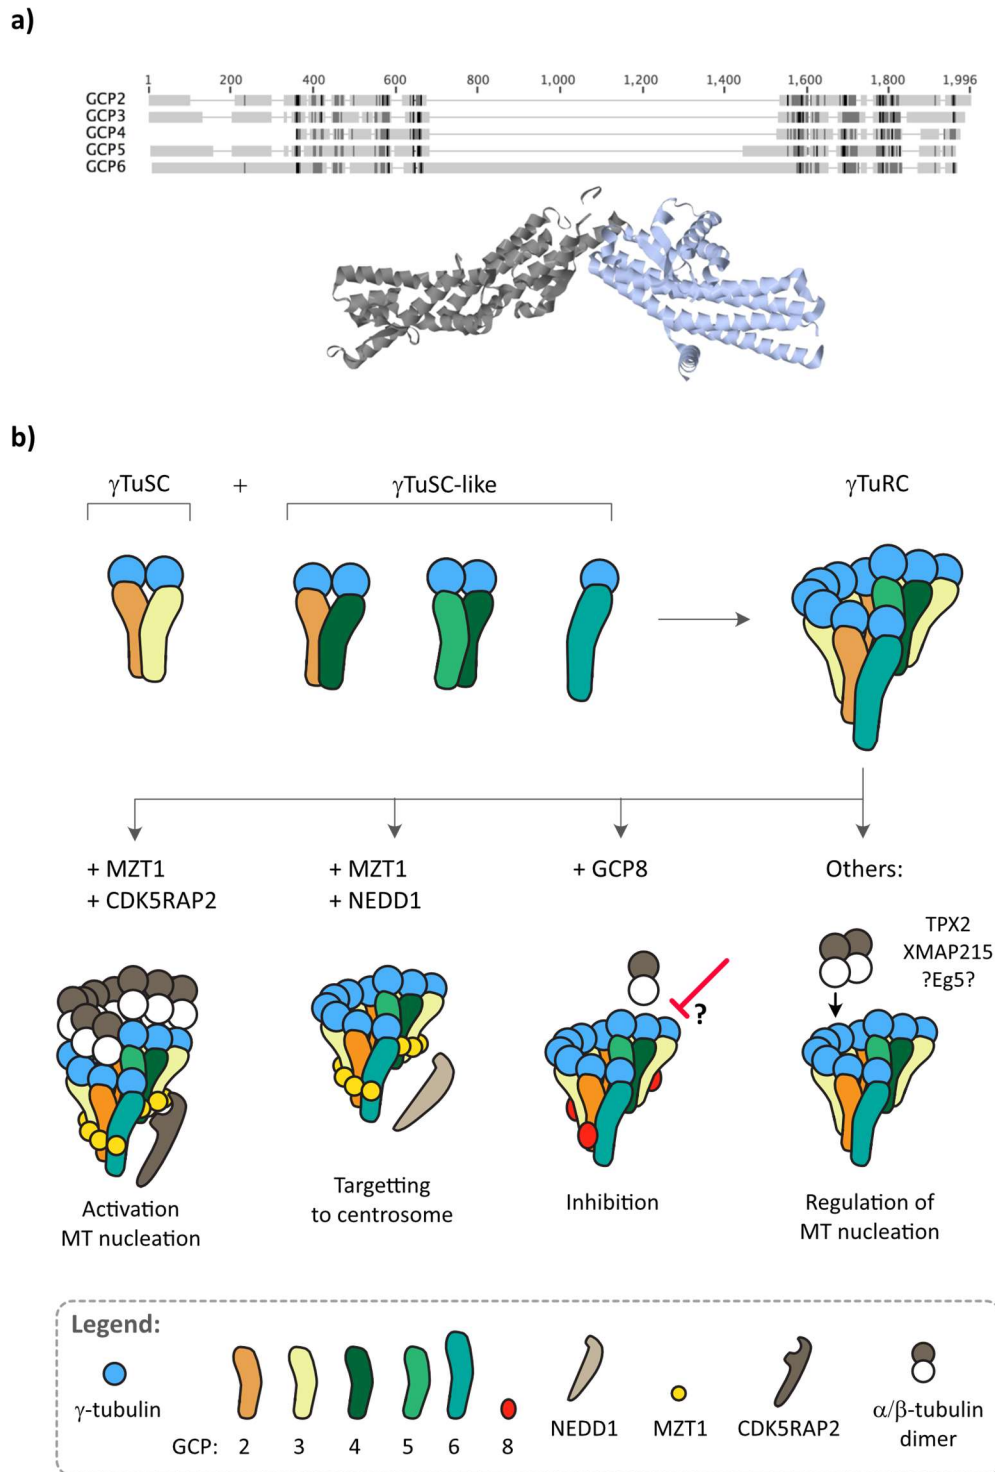 a)
1 200 400 600 800 1,000 1,200 1,400 1,600 1,800 1,996
GCP2
GCP3
GCP4
GCP5
GCP6
b)
γTuSC + γTuSC-like γTuRC
+ MZT1
+ CDK5RAP2
+ MZT1
+ NEDD1
+ GCP8
Others:
TPX2
XMAP215
?Eg5?
?
Activation
MT nucleation
Targetting
to centrosome
Inhibition
Regulation of
MT nucleation
Legend:
γ-tubulin
GCP: 2 3 4 5 6 8
NEDD1
MZT1
CDK5RAP2
α/β-tubulin
dimer